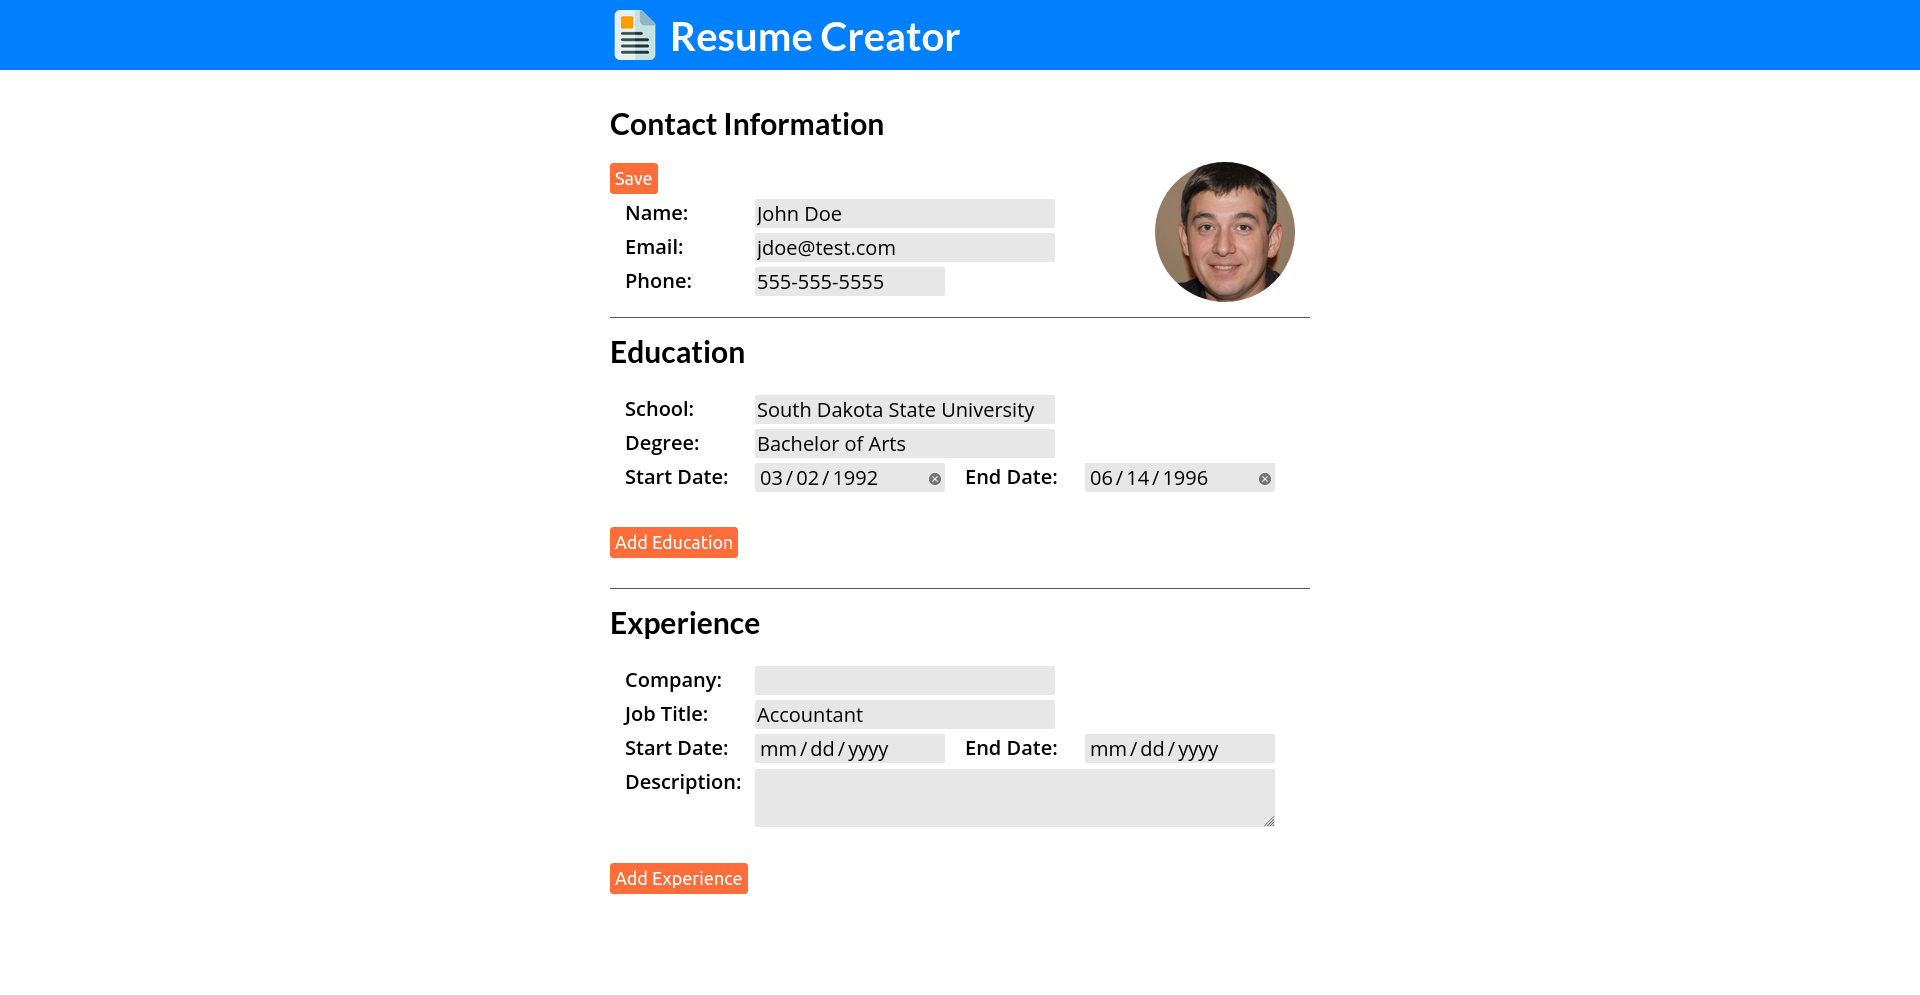 Resume Creator
Contact Information
Save
Name: John Doe
Email: jdoe@test.com
Phone: 555-555-5555
Education
School: South Dakota State University
Degree: Bachelor of Arts
Start Date: 03/02/1992 End Date: 06/14/1996
Add Education
Experience
Company:
Job Title: Accountant
Start Date: mm/dd/yyyy End Date: mm/dd/yyyy
Description:
Add Experience